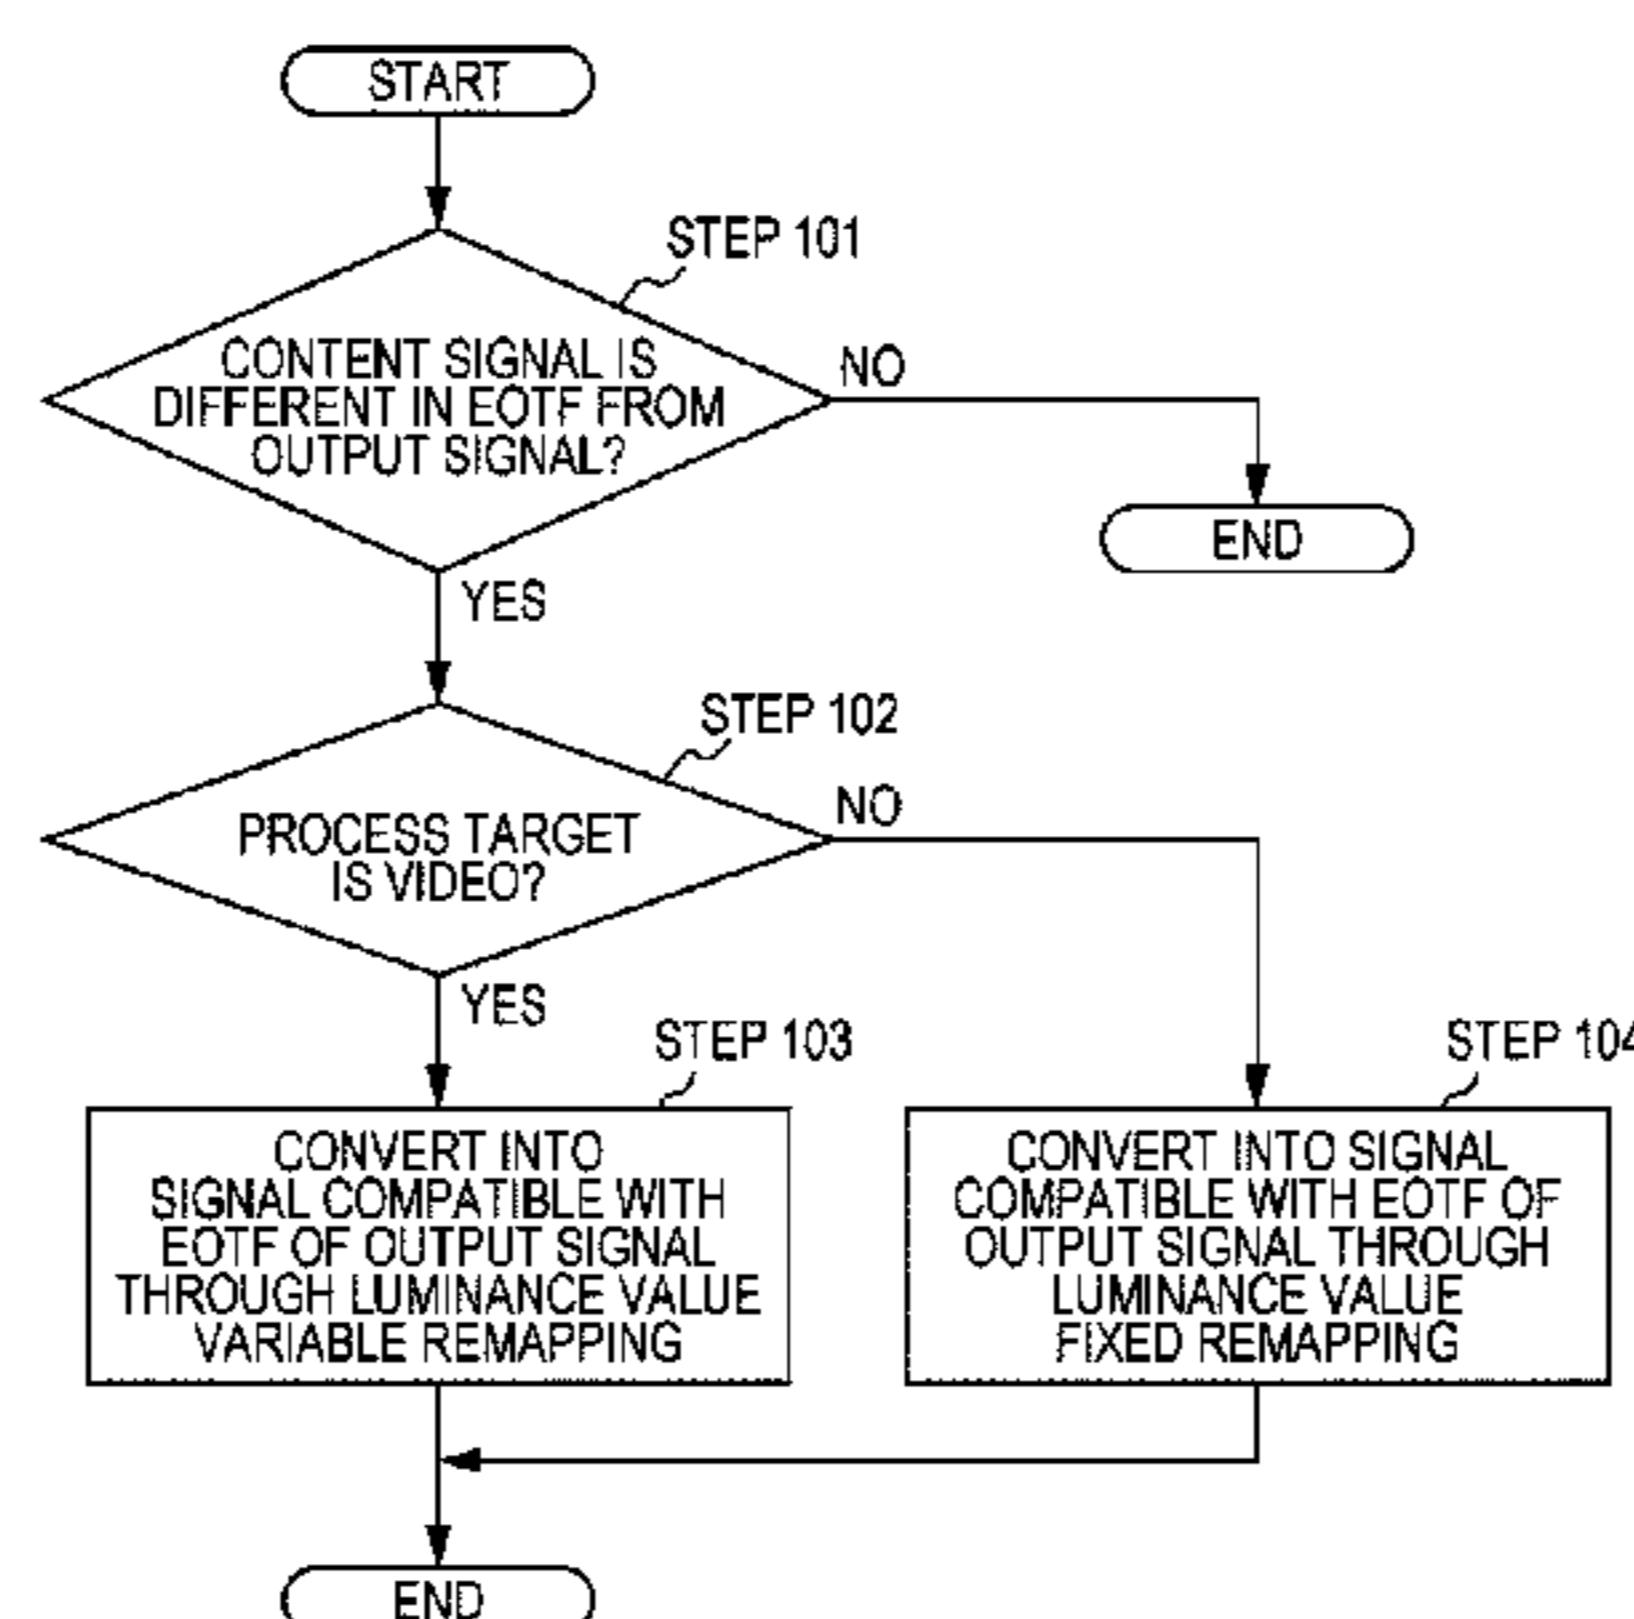 START
STEP 101
CONTENT SIGNAL IS
DIFFERENT IN EOTF FROM
OUTPUT SIGNAL?
NO
END
YES
STEP 102
PROCESS TARGET
IS VIDEO?
NO
YES
STEP 103
CONVERT INTO
SIGNAL COMPATIBLE WITH
EOTF OF OUTPUT SIGNAL
THROUGH LUMINANCE VALUE
VARIABLE REMAPPING
STEP 104
CONVERT INTO SIGNAL
COMPATIBLE WITH EOTF OF
OUTPUT SIGNAL THROUGH
LUMINANCE VALUE
FIXED REMAPPING
END